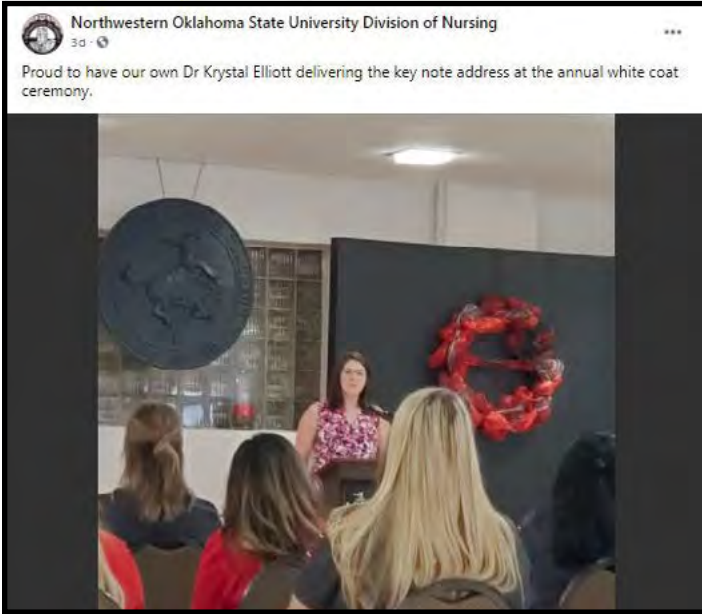 Northwestern Oklahoma State University Division of Nursing
3d ·
Proud to have our own Dr Krystal Elliott delivering the key note address at the annual white coat
ceremony.